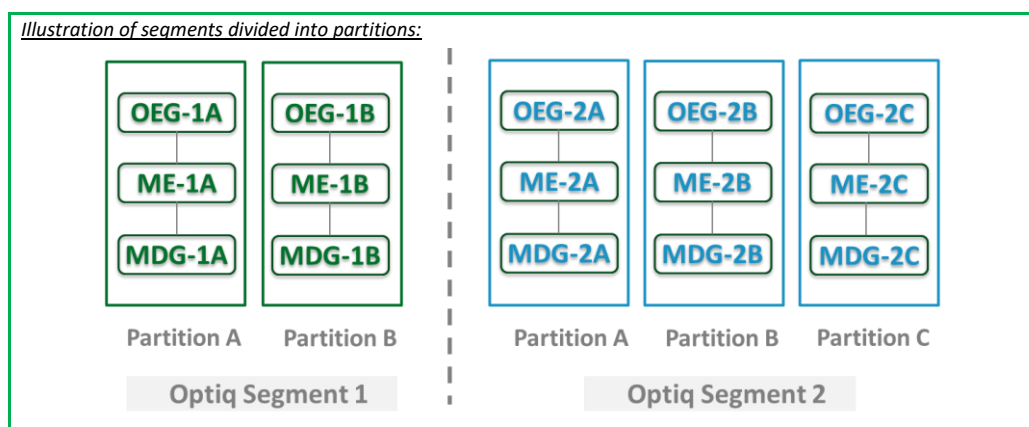 Illustration of segments divided into partitions:
OEG-1A
ME-1A
MDG-1A
Partition A
OEG-1B
ME-1B
MDG-1B
Partition B
Optiq Segment 1
OEG-2A
ME-2A
MDG-2A
Partition A
OEG-2B
ME-2B
MDG-2B
Partition B
OEG-2C
ME-2C
MDG-2C
Partition C
Optiq Segment 2